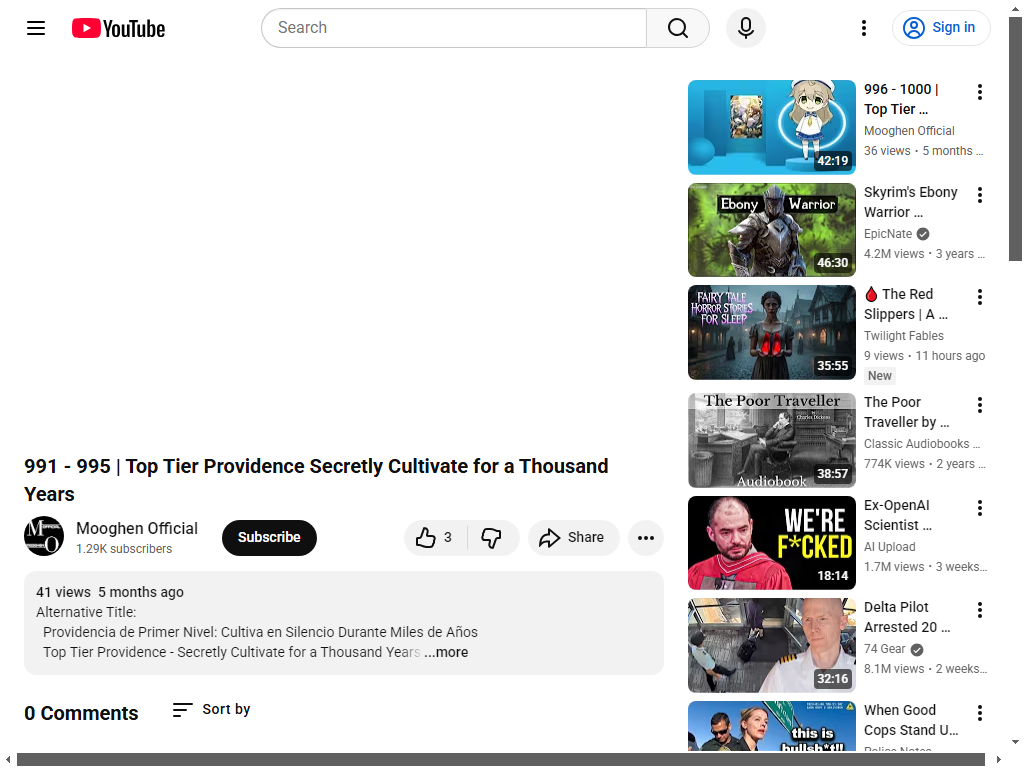 YouTube
Search
Sign in
991 - 995 | Top Tier Providence Secretly Cultivate for a Thousand
Years
Mooghen Official
1.29K subscribers
Subscribe
3
Share
41 views 5 months ago
Alternative Title:
Providencia de Primer Nivel: Cultiva en Silencio Durante Miles de Años
Top Tier Providence - Secretly Cultivate for a Thousand Years ...more
0 Comments
Sort by
42:19
996 - 1000 |
Top Tier ...
Mooghen Official
36 views • 5 months ...
Ebony Warrior
46:30
Skyrim's Ebony
Warrior ...
EpicNate
4.2M views • 3 years ...
FAIRY TALE
HORROR STORIES
FOR SLEEP
35:55
The Red
Slippers | A ...
Twilight Fables
9 views • 11 hours ago
New
The Poor Traveller
Charles Dickens
Audiobook
38:57
The Poor
Traveller by ...
Classic Audiobooks ...
774K views • 2 years ...
WE'RE
F*CKED
18:14
Ex-OpenAI
Scientist ...
AI Upload
1.7M views • 3 weeks...
32:16
Delta Pilot
Arrested 20 ...
74 Gear
8.1M views • 2 weeks...
this is
bullsh*t!!
When Good
Cops Stand U...
Police Notes